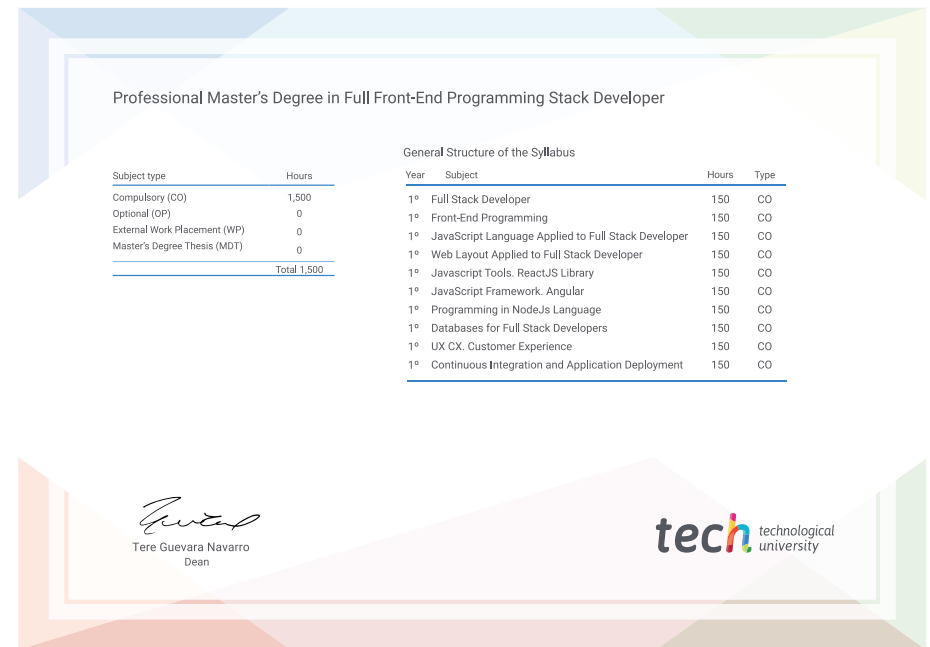 Professional Master's Degree in Full Front-End Programming Stack Developer
General Structure of the Syllabus
Subject type Hours
Compulsory (CO) 1,500
Optional (OP) 0
External Work Placement (WP) 0
Master's Degree Thesis (MDT) 0
Total 1,500
Year Subject Hours Type
1º Full Stack Developer 150 CO
1º Front-End Programming 150 CO
1º JavaScript Language Applied to Full Stack Developer 150 CO
1º Web Layout Applied to Full Stack Developer 150 CO
1º Javascript Tools. ReactJS Library 150 CO
1º JavaScript Framework. Angular 150 CO
1º Programming in NodeJs Language 150 CO
1º Databases for Full Stack Developers 150 CO
1º UX CX. Customer Experience 150 CO
1º Continuous Integration and Application Deployment 150 CO
Tere Guevara Navarro
Dean
tech technological
university